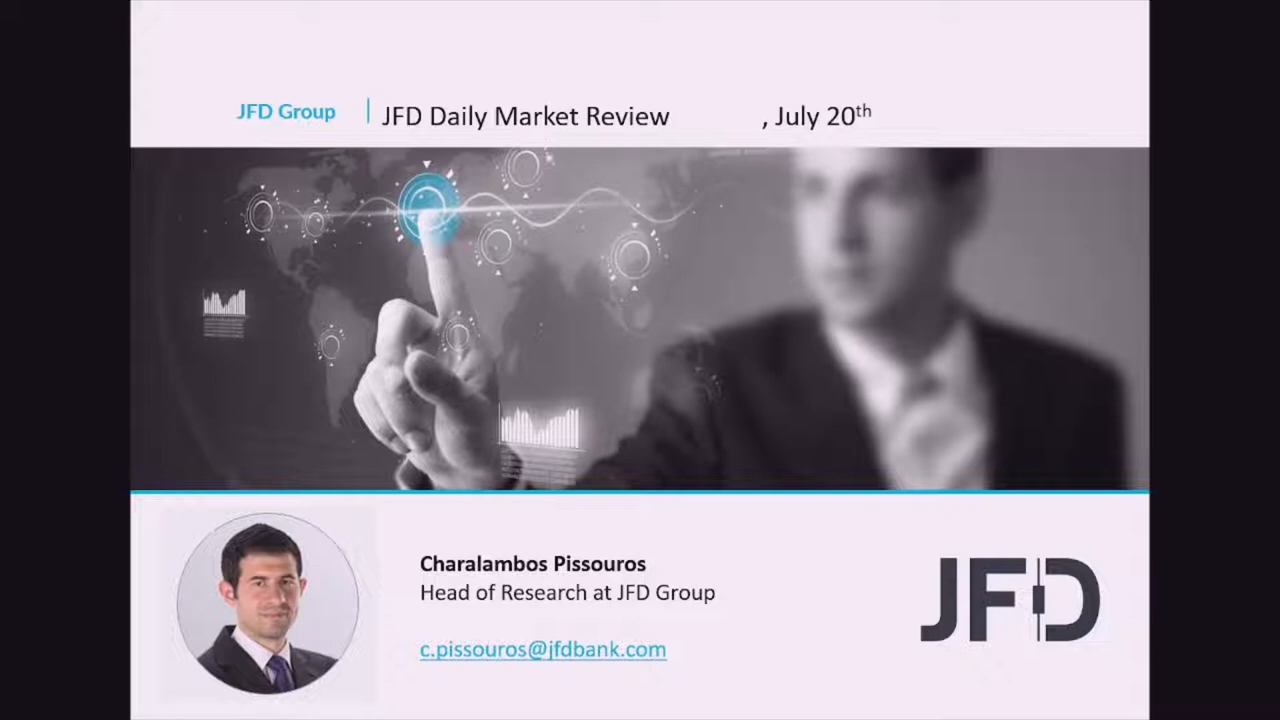 JFD Group
JFD Daily Market Review , July 20th
Charalambos Pissouros
Head of Research at JFD Group
c.pissouros@jfdbank.com
JFD